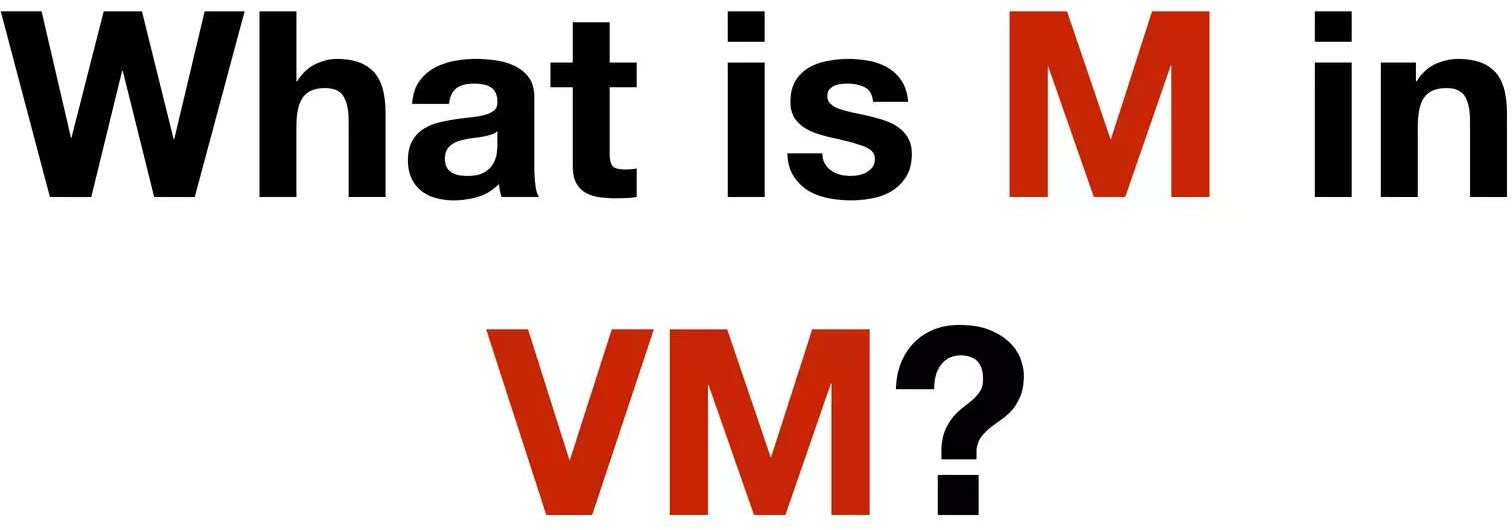 What is M in
VM?